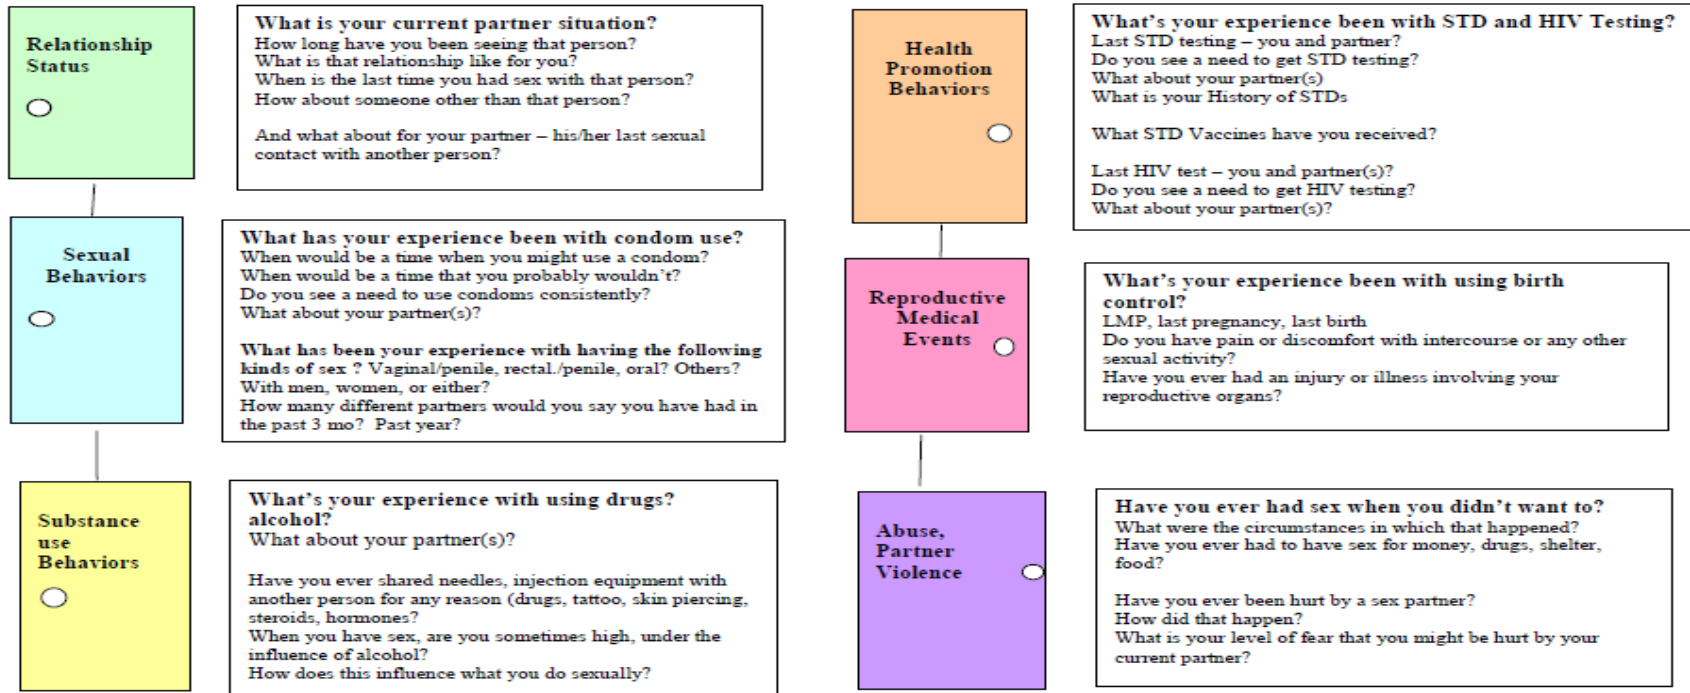 Relationship
Status
What is your current partner situation?
How long have you been seeing that person?
What is that relationship like for you?
When is the last time you had sex with that person?
How about someone other than that person?
And what about for your partner – his/her last sexual
contact with another person?
Sexual
Behaviors
What has your experience been with condom use?
When would be a time when you might use a condom?
When would be a time that you probably wouldn't?
Do you see a need to use condoms consistently?
What about your partner(s)?
What has been your experience with having the following
kinds of sex ? Vaginal/penile, rectal./penile, oral? Others?
With men, women, or either?
How many different partners would you say you have had in
the past 3 mo?  Past year?
Substance
use
Behaviors
What's your experience with using drugs?
alcohol?
What about your partner(s)?
Have you ever shared needles, injection equipment with
another person for any reason (drugs, tattoo, skin piercing,
steroids, hormones?
When you have sex, are you sometimes high, under the
influence of alcohol?
How does this influence what you do sexually?
Health
Promotion
Behaviors
What's your experience been with STD and HIV Testing?
Last STD testing – you and partner?
Do you see a need to get STD testing?
What about your partner(s)
What is your History of STDs
What STD Vaccines have you received?
Last HIV test – you and partner(s)?
Do you see a need to get HIV testing?
What about your partner(s)?
Reproductive
Medical
Events
What's your experience been with using birth
control?
LMP, last pregnancy, last birth
Do you have pain or discomfort with intercourse or any other
sexual activity?
Have you ever had an injury or illness involving your
reproductive organs?
Abuse,
Partner
Violence
Have you ever had sex when you didn't want to?
What were the circumstances in which that happened?
Have you ever had to have sex for money, drugs, shelter,
food?
Have you ever been hurt by a sex partner?
How did that happen?
What is your level of fear that you might be hurt by your
current partner?